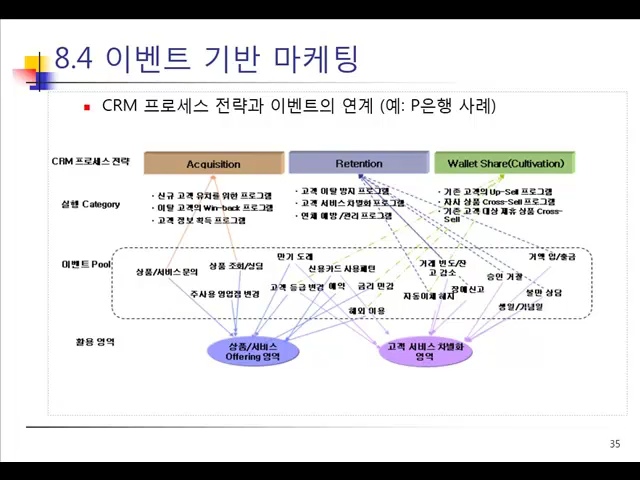 8.4 이벤트 기반 마케팅
CRM 프로세스 전략과 이벤트의 연계 (예: P은행 사례)
CRM 프로세스 전략
Acquisition
Retention
Wallet Share(Cultivation)
실행 Category
· 신규 고객 유치를 위한 프로그램
· 이탈 고객의 Win-back 프로그램
· 고객 정보 획득 프로그램
· 고객 이탈 방지 프로그램
· 고객 서비스 차별화 프로그램
· 연체 예방/관리 프로그램
· 기존 고객의 Up-Sell 프로그램
· 자사 상품 Cross-Sell 프로그램
· 기존 고객 대상 제휴 상품 Cross-
Sell
이벤트 Pool
상품/서비스 문의
상품 조회/상담
주사용 영업점 변경
만기 도래
신용카드 사용패턴
고객 등급 변경
예약
금리 민감
해외 이용
거래 빈도/잔
고 감소
자동이체 해지
장애신고
승인 거절
거액 입/출금
불만 상담
생일/기념일
활용 영역
상품/서비스
Offering 영역
고객 서비스 차별화
영역
35